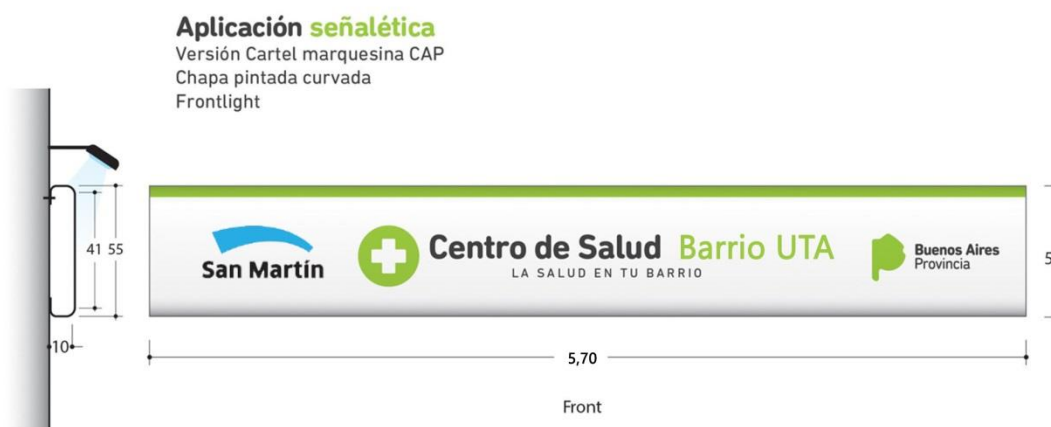 Aplicación señalética
Versión Cartel marquesina CAP
Chapa pintada curvada
Frontlight
41 55
10
San Martín
Centro de Salud Barrio UTA
LA SALUD EN TU BARRIO
Buenos Aires
Provincia
5
5,70
Front